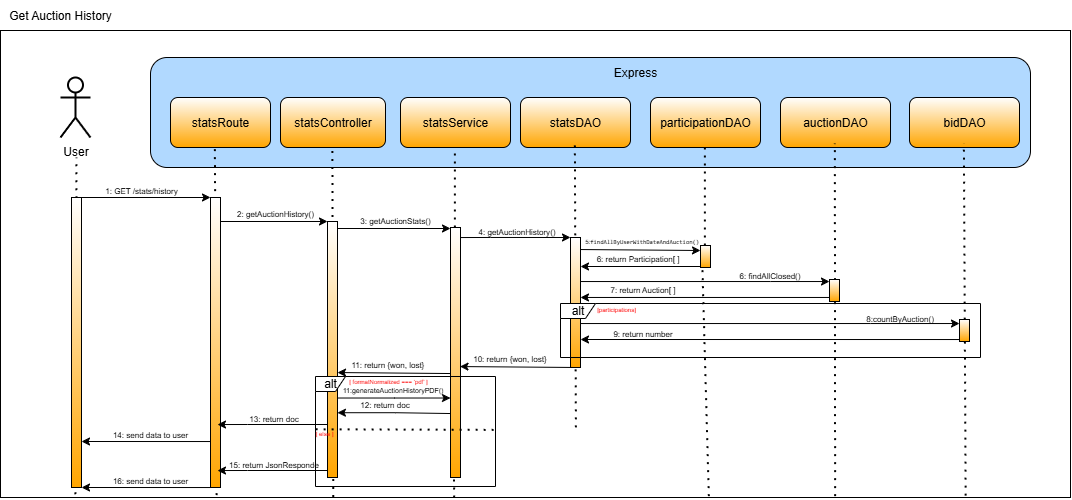 Get Auction History
Express
statsRoute
statsController
statsService
statsDAO
participationDAO
auctionDAO
bidDAO
User
1: GET /stats/history
2: getAuctionHistory()
3: getAuctionStats()
4: getAuctionHistory()
5:findAllByUserWithDateAndAuction()
6: return Participation[ ]
6: findAllClosed()
7: return Auction[ ]
alt
[participations]
8:countByAuction()
9: return number
10: return {won, lost}
11: return {won, lost}
alt
[ formatNormalized === 'pdf' ]
11:generateAuctionHistoryPDF()
12: return doc
13: return doc
14: send data to user
15: return JsonResponde
16: send data to user